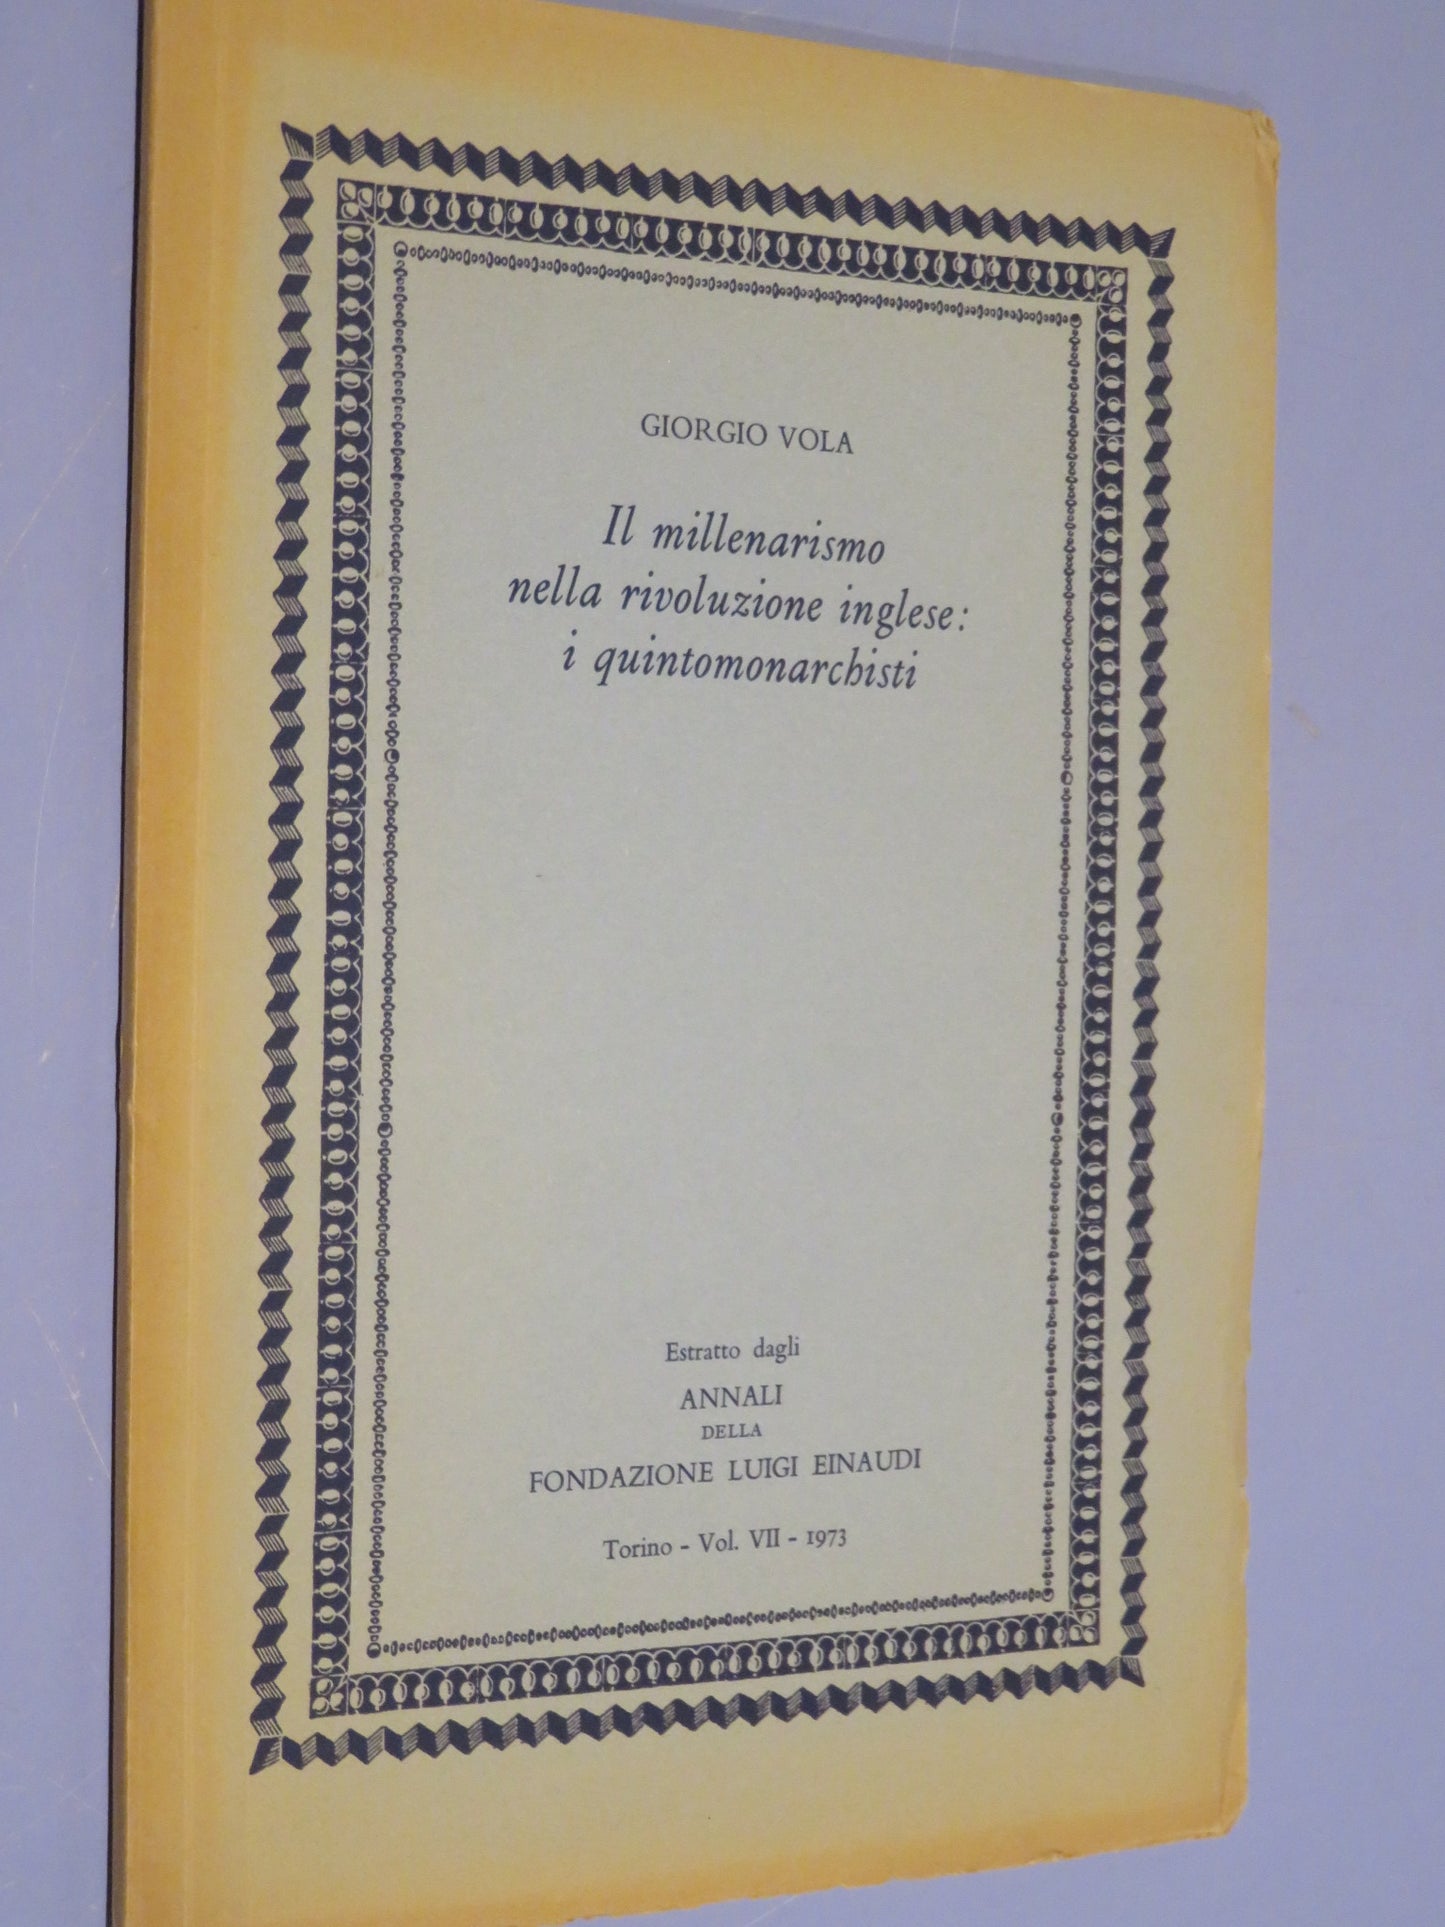 GIORGIO VOLA
Il millenarismo
nella rivoluzione inglese:
i quintomonarchisti
Estratto dagli
ANNALI
DELLA
FONDAZIONE LUIGI EINAUDI
Torino - Vol. VII - 1973